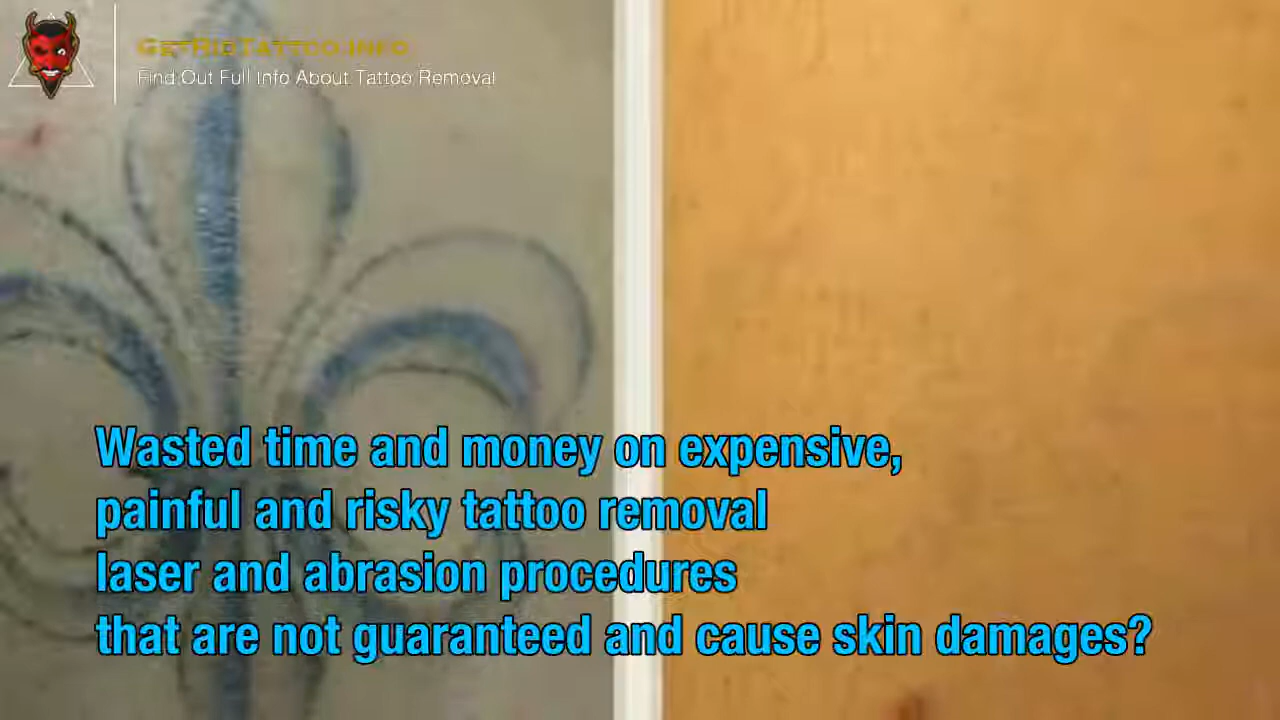 GetRidTattoo.info
Find Out Full Info About Tattoo Removal
Wasted time and money on expensive,
painful and risky tattoo removal
laser and abrasion procedures
that are not guaranteed and cause skin damages?